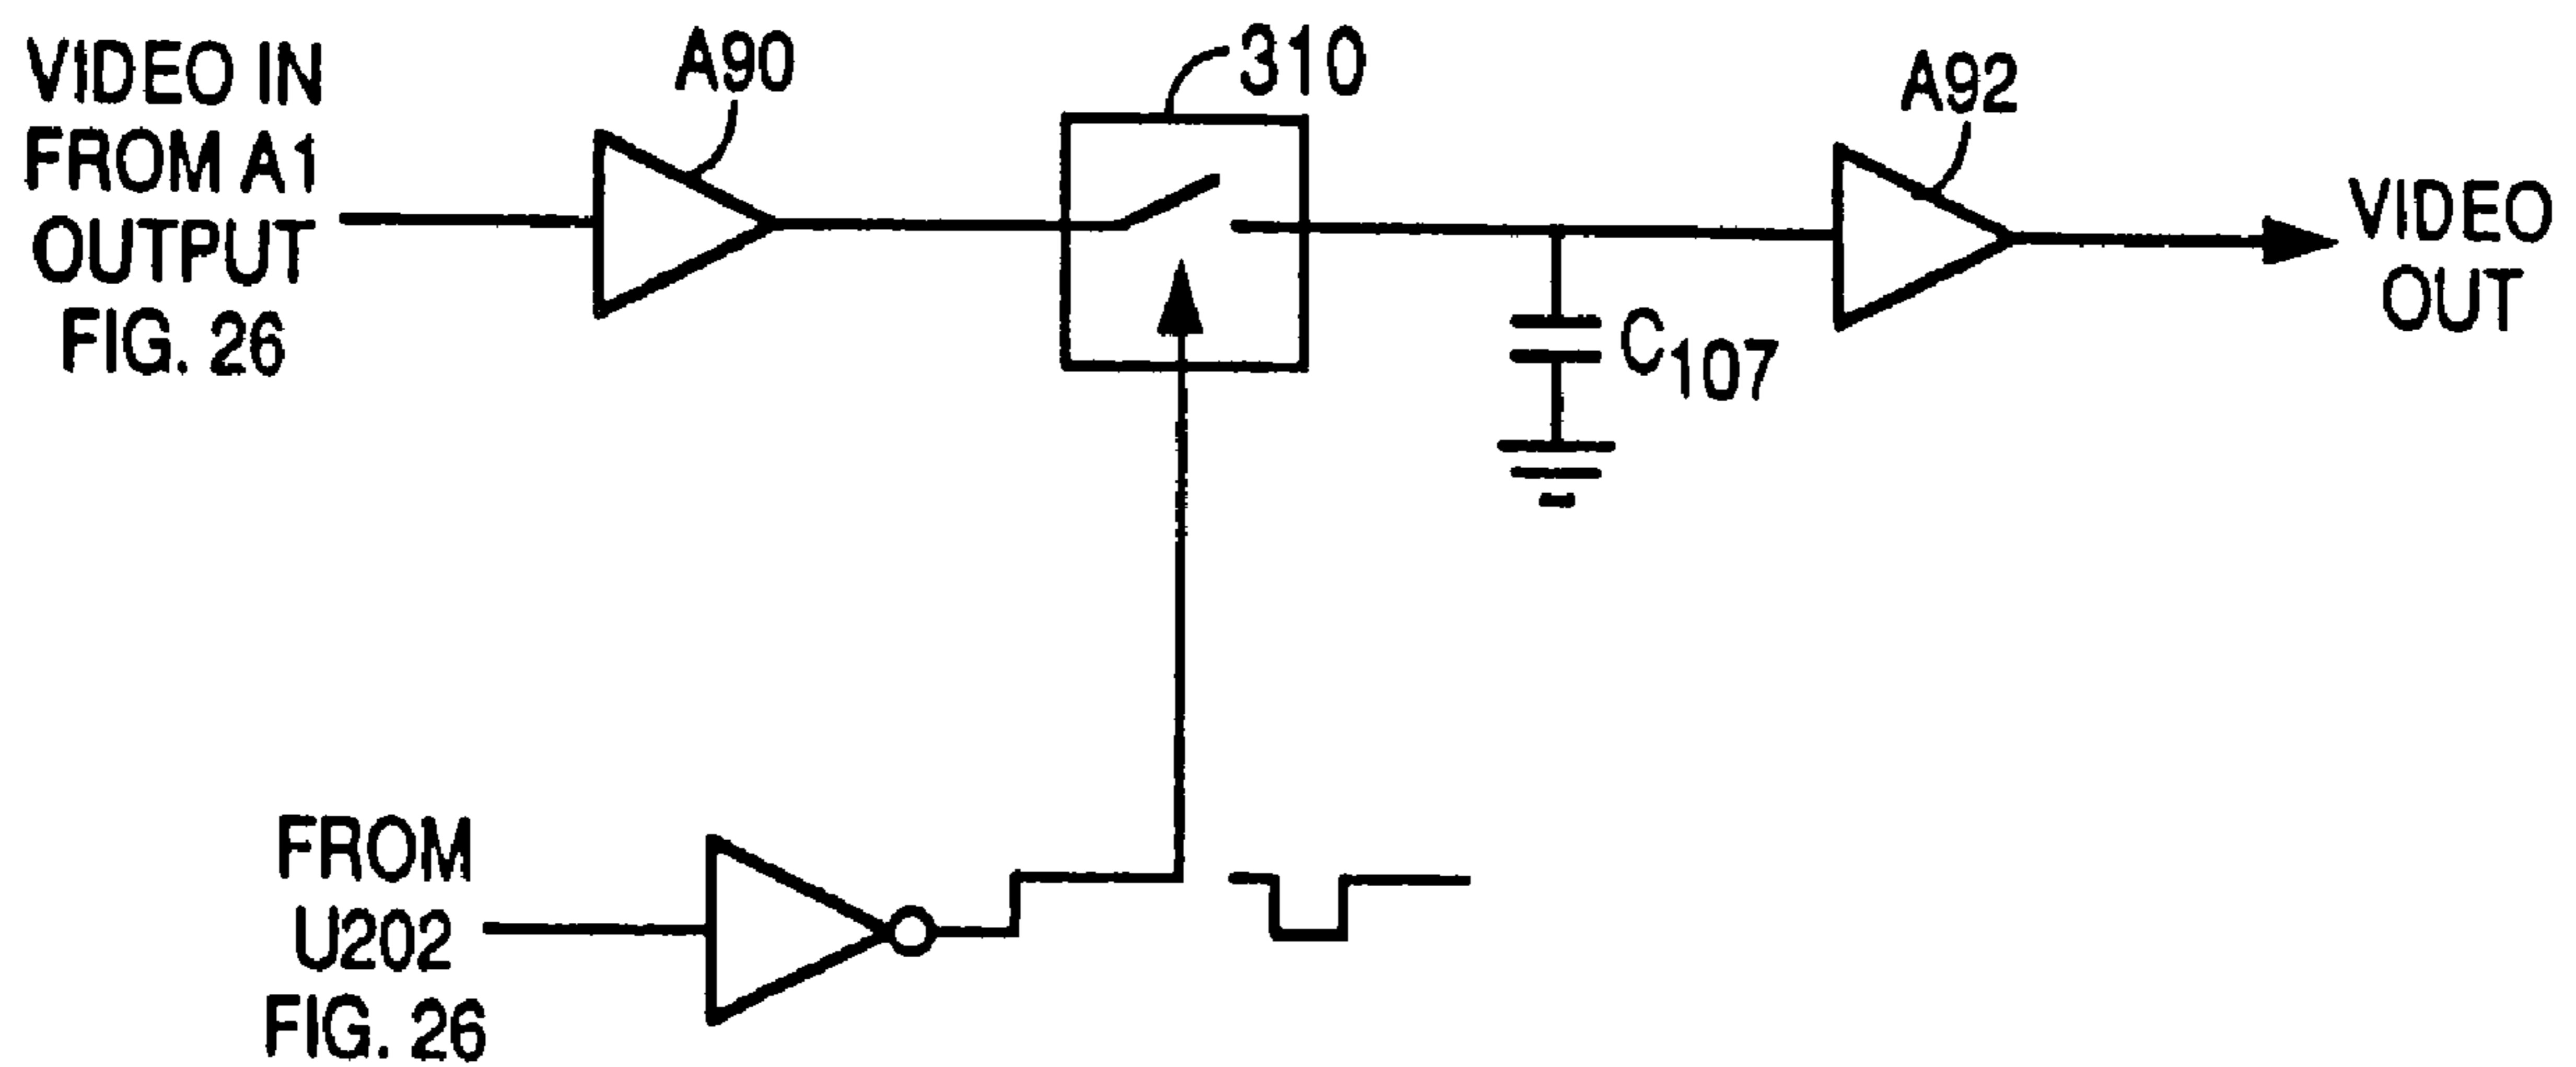 VIDEO IN
FROM A1
OUTPUT
FIG. 26
A90
310
A92
VIDEO
OUT
C107
FROM
U202
FIG. 26